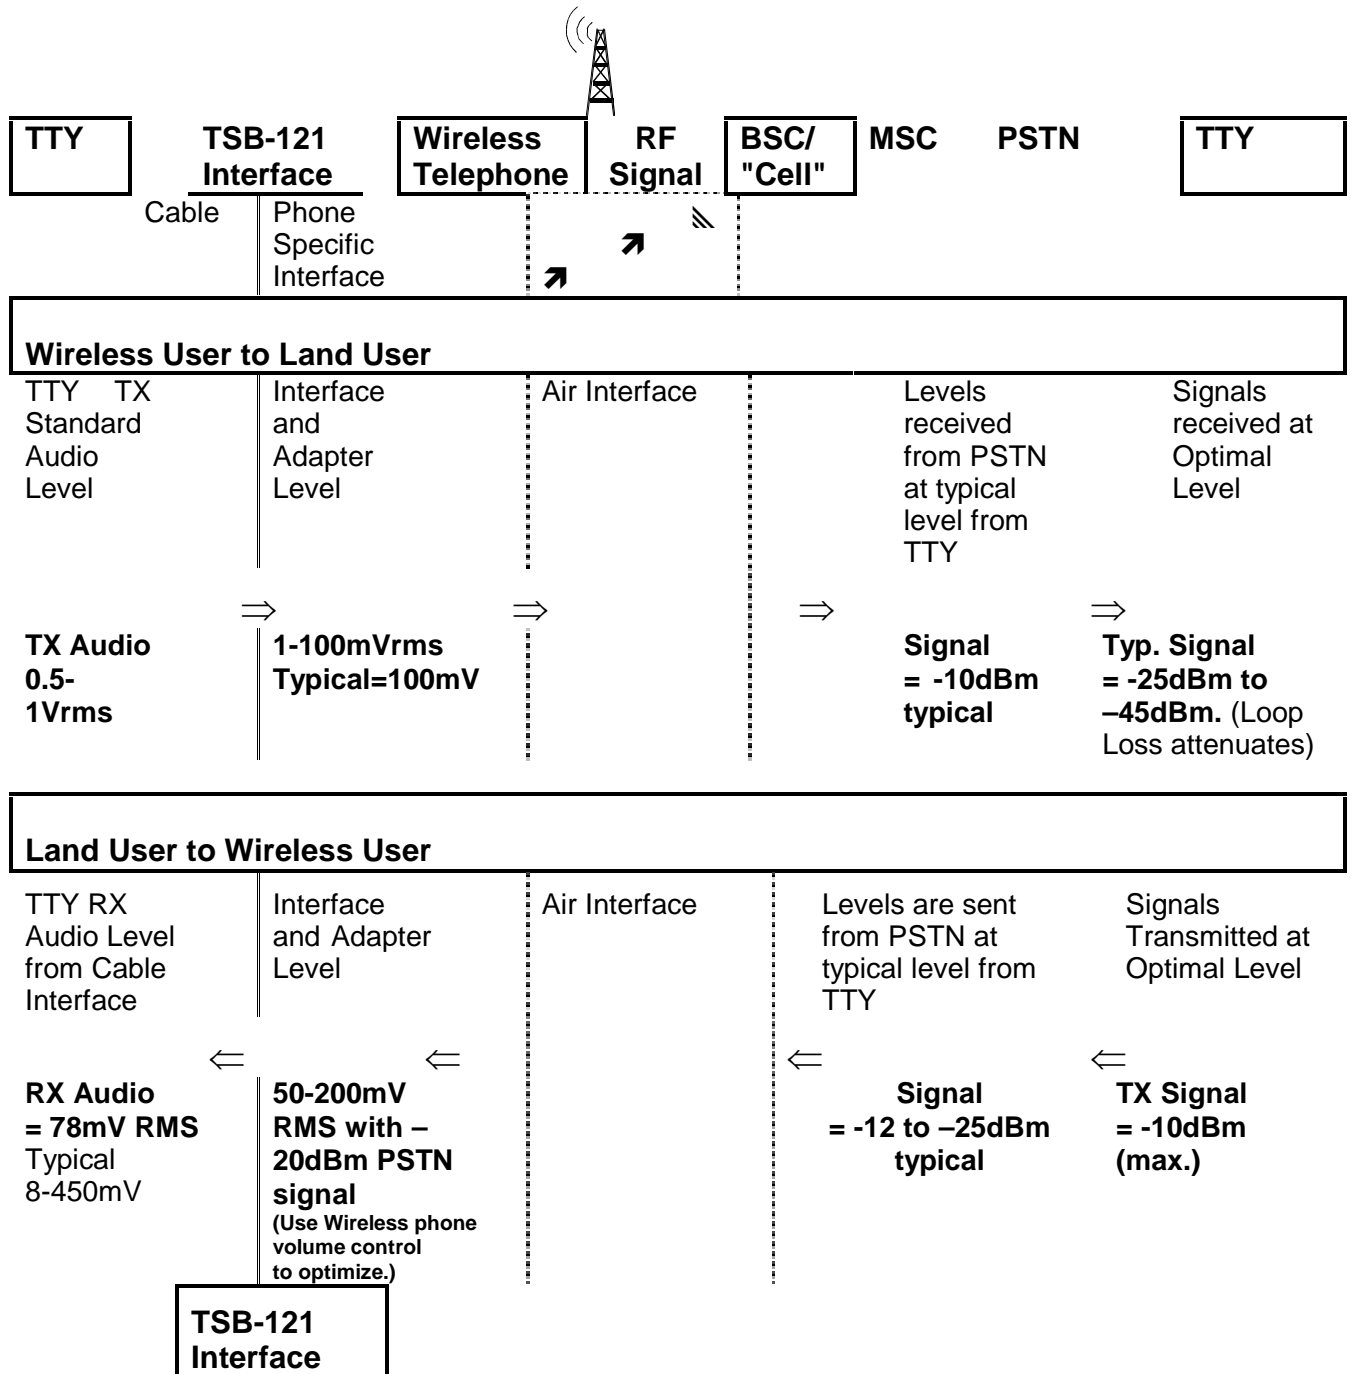 TTY TSB-121 Wireless RF BSC/ MSC PSTN TTY
Interface Telephone Signal "Cell"
Cable Phone
Specific
Interface
Wireless User to Land User
TTY TX Interface Air Interface Levels Signals
Standard and received received at
Audio Adapter from PSTN Optimal
Level Level at typical Level
level from
TTY
⇒ ⇒ ⇒ ⇒
TX Audio 1-100mVrms Signal Typ. Signal
0.5- Typical=100mV = -10dBm = -25dBm to
1Vrms typical –45dBm. (Loop
Loss attenuates)
Land User to Wireless User
TTY RX Interface Air Interface Levels are sent Signals
Audio Level and Adapter from PSTN at Transmitted at
from Cable Level typical level from Optimal Level
Interface TTY
⇐ ⇐ ⇐ ⇐
RX Audio 50-200mV Signal TX Signal
= 78mV RMS RMS with – = -12 to –25dBm = -10dBm
Typical 20dBm PSTN typical (max.)
8-450mV signal
(Use Wireless phone
volume control
to optimize.)
TSB-121
Interface